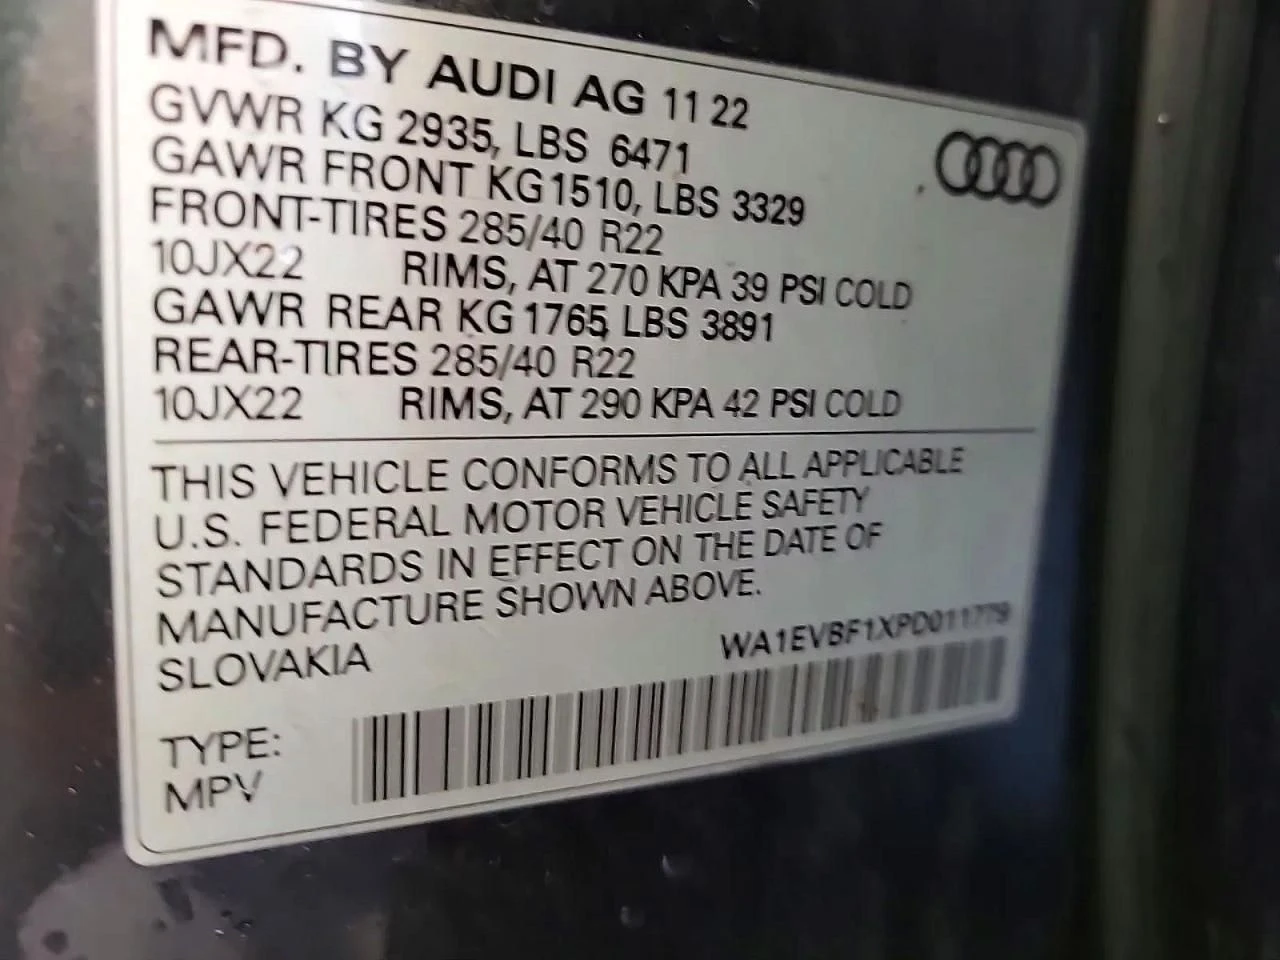 MFD. BY AUDI AG 11 22
GVWR KG 2935, LBS 6471
GAWR FRONT KG 1510, LBS 3329
FRONT-TIRES 285/40 R22
10JX22 RIMS, AT 270 KPA 39 PSI COLD
GAWR REAR KG 1765, LBS 3891
REAR-TIRES 285/40 R22
10JX22 RIMS, AT 290 KPA 42 PSI COLD
THIS VEHICLE CONFORMS TO ALL APPLICABLE
U.S. FEDERAL MOTOR VEHICLE SAFETY
STANDARDS IN EFFECT ON THE DATE OF
MANUFACTURE SHOWN ABOVE.
SLOVAKIA
WA1EVBF1XPD011779
TYPE:
MPV